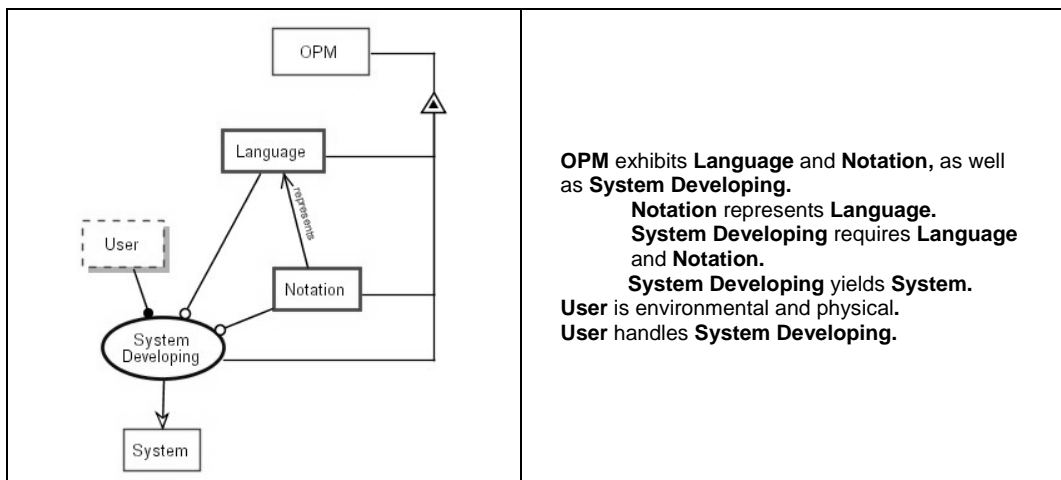 OPM
Language
represents
User
Notation
System
Developing
System
OPM exhibits Language and Notation, as well
as System Developing.
Notation represents Language.
System Developing requires Language
and Notation.
System Developing yields System.
User is environmental and physical.
User handles System Developing.